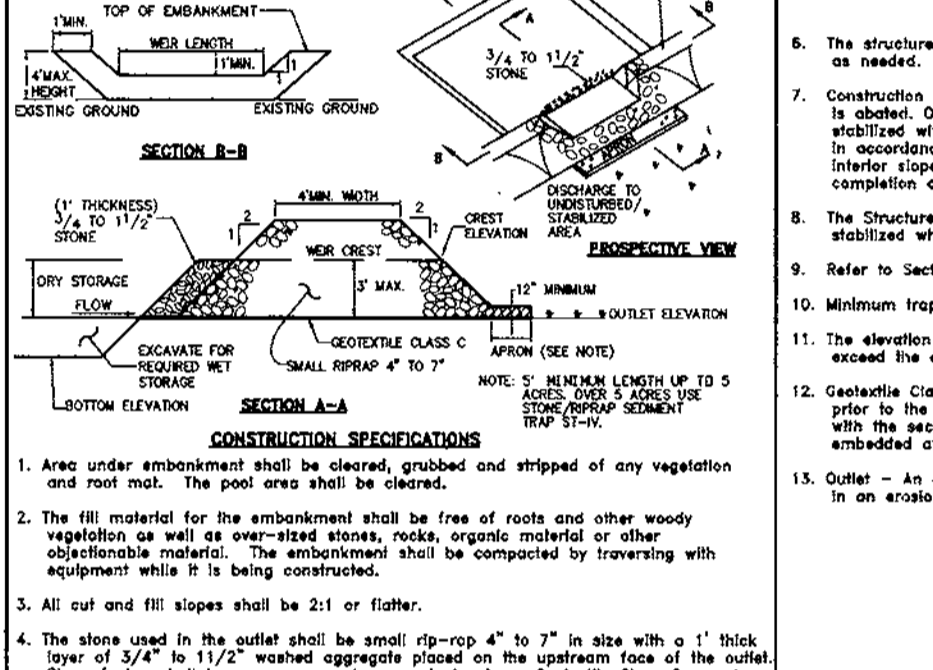 TOP OF EMBANKMENT
1'MIN.
WEIR LENGTH
1'MIN.
1
4'MAX.
HEIGHT
EXISTING GROUND
EXISTING GROUND
SECTION B-B
A
B
3/4 TO 1 1/2"
STONE
APRON
B
A
DISCHARGE TO
UNDISTURBED/
STABILIZED
AREA
PROSPECTIVE VIEW
(1' THICKNESS)
3/4 TO 1 1/2"
STONE
4'MIN. WIDTH
2
1
2
1
CREST
ELEVATION
WEIR CREST
DRY STORAGE
FLOW
3' MAX.
12" MINIMUM
OUTLET ELEVATION
EXCAVATE FOR
REQUIRED WET
STORAGE
GEOTEXTILE CLASS C
SMALL RIPRAP 4" TO 7"
APRON (SEE NOTE)
BOTTOM ELEVATION
SECTION A-A
NOTE: 5' MINIMUM LENGTH UP TO 5
ACRES. OVER 5 ACRES USE
STONE/RIPRAP SEDIMENT
TRAP ST-IV.
CONSTRUCTION SPECIFICATIONS
1. Area under embankment shall be cleared, grubbed and stripped of any vegetation
and root mat. The pool area shall be cleared.
2. The fill material for the embankment shall be free of roots and other woody
vegetation as well as over-sized stones, rocks, organic material or other
objectionable material. The embankment shall be compacted by traversing with
equipment while it is being constructed.
3. All cut and fill slopes shall be 2:1 or flatter.
4. The stone used in the outlet shall be small rip-rap 4" to 7" in size with a 1' thick
layer of 3/4" to 1 1/2" washed aggregate placed on the upstream face of the outlet.
6. The structure
as needed.
7. Construction
is abated.
stabilized
in accordanc
interior slope
completion
8. The Structure
stabilized
9. Refer to Sect
10. Minimum trap
11. The elevation
exceed the
12. Geotextile Cla
prior to the
with the sec
embedded
13. Outlet - An
in an erosio